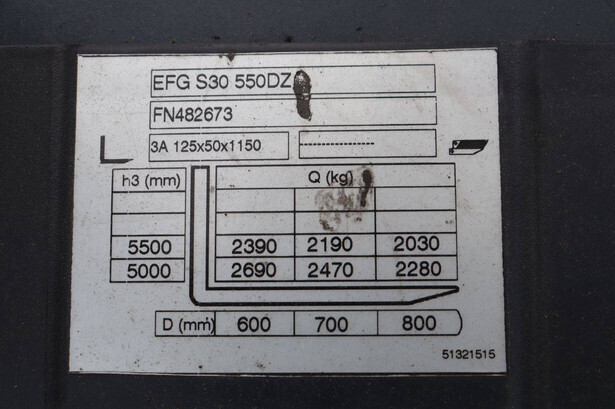 EFG S30 550DZ
FN482673
3A 125x50x1150 --------------
h3 (mm) Q (kg)
5500 2390 2190 2030
5000 2690 2470 2280
D (mm) 600 700 800
51321515